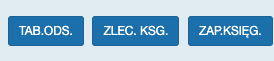 TAB.ODS. ZLEC. KSG. ZAP.KSIĘG.